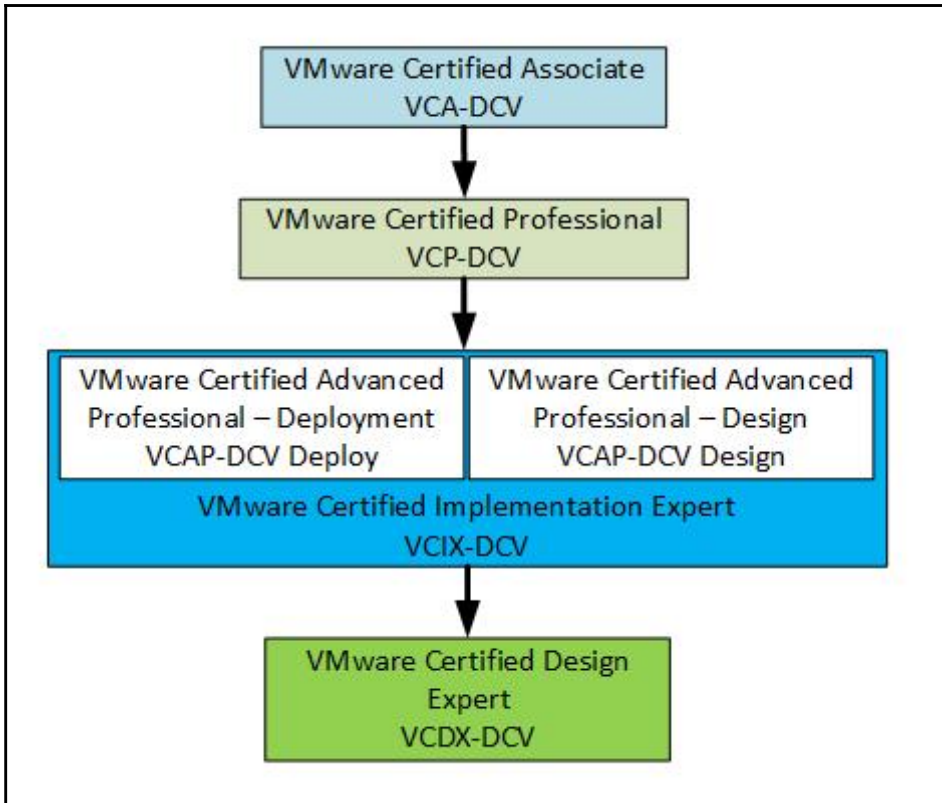 VMware Certified Associate
VCA-DCV
VMware Certified Professional
VCP-DCV
VMware Certified Advanced
Professional – Deployment
VCAP-DCV Deploy
VMware Certified Advanced
Professional – Design
VCAP-DCV Design
VMware Certified Implementation Expert
VCIX-DCV
VMware Certified Design
Expert
VCDX-DCV